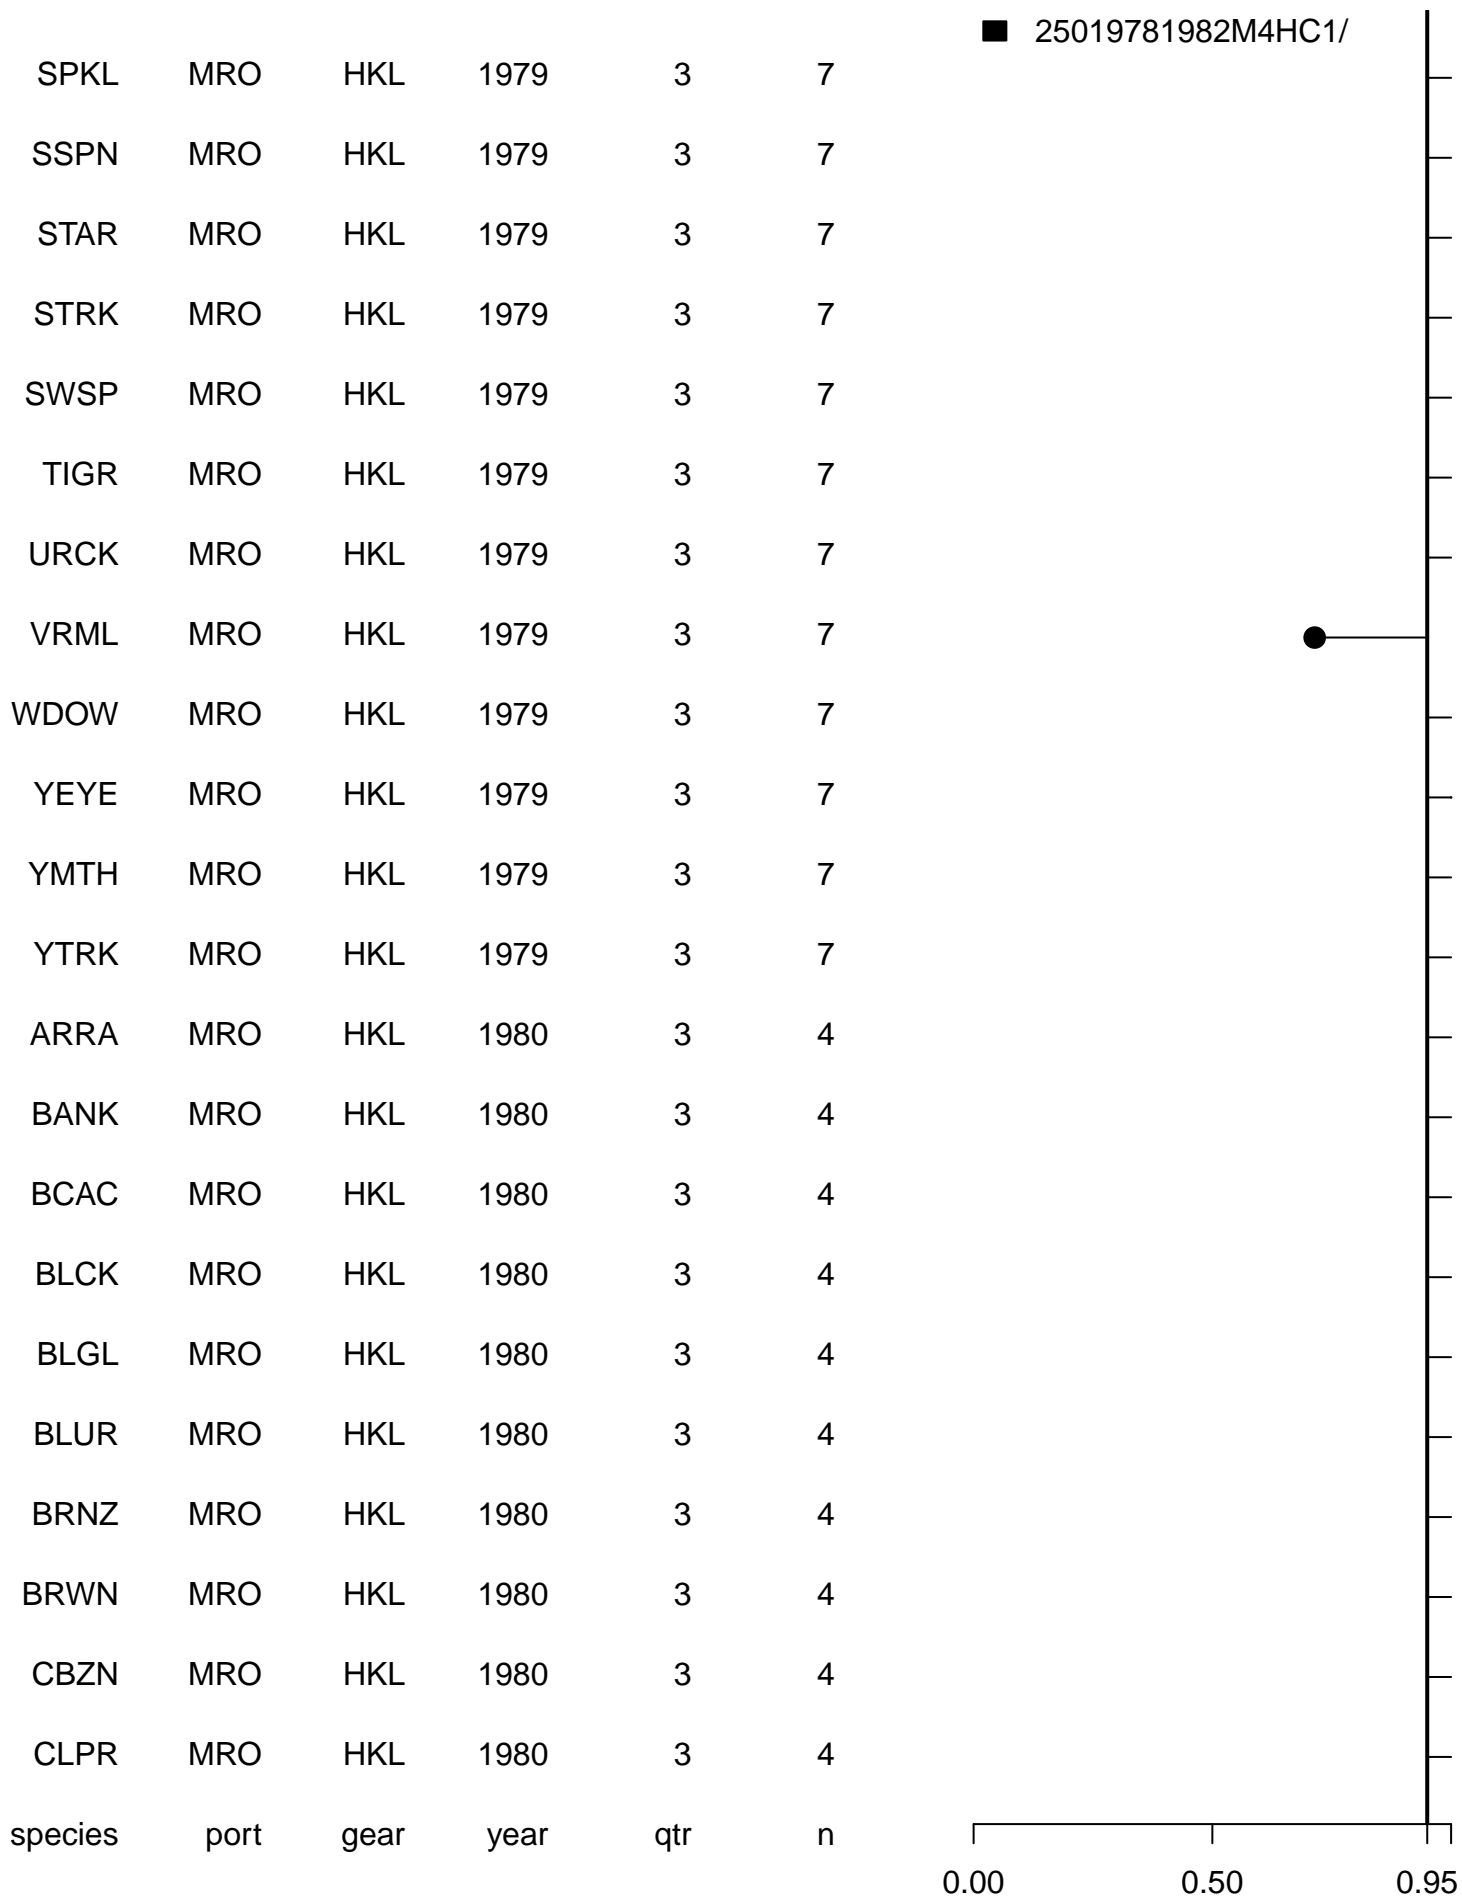 25019781982M4HC1/
SPKL MRO HKL 1979 3 7
SSPN MRO HKL 1979 3 7
STAR MRO HKL 1979 3 7
STRK MRO HKL 1979 3 7
SWSP MRO HKL 1979 3 7
TIGR MRO HKL 1979 3 7
URCK MRO HKL 1979 3 7
VRML MRO HKL 1979 3 7
WDOW MRO HKL 1979 3 7
YEYE MRO HKL 1979 3 7
YMTH MRO HKL 1979 3 7
YTRK MRO HKL 1979 3 7
ARRA MRO HKL 1980 3 4
BANK MRO HKL 1980 3 4
BCAC MRO HKL 1980 3 4
BLCK MRO HKL 1980 3 4
BLGL MRO HKL 1980 3 4
BLUR MRO HKL 1980 3 4
BRNZ MRO HKL 1980 3 4
BRWN MRO HKL 1980 3 4
CBZN MRO HKL 1980 3 4
CLPR MRO HKL 1980 3 4
species port gear year qtr n
0.00 0.50 0.95